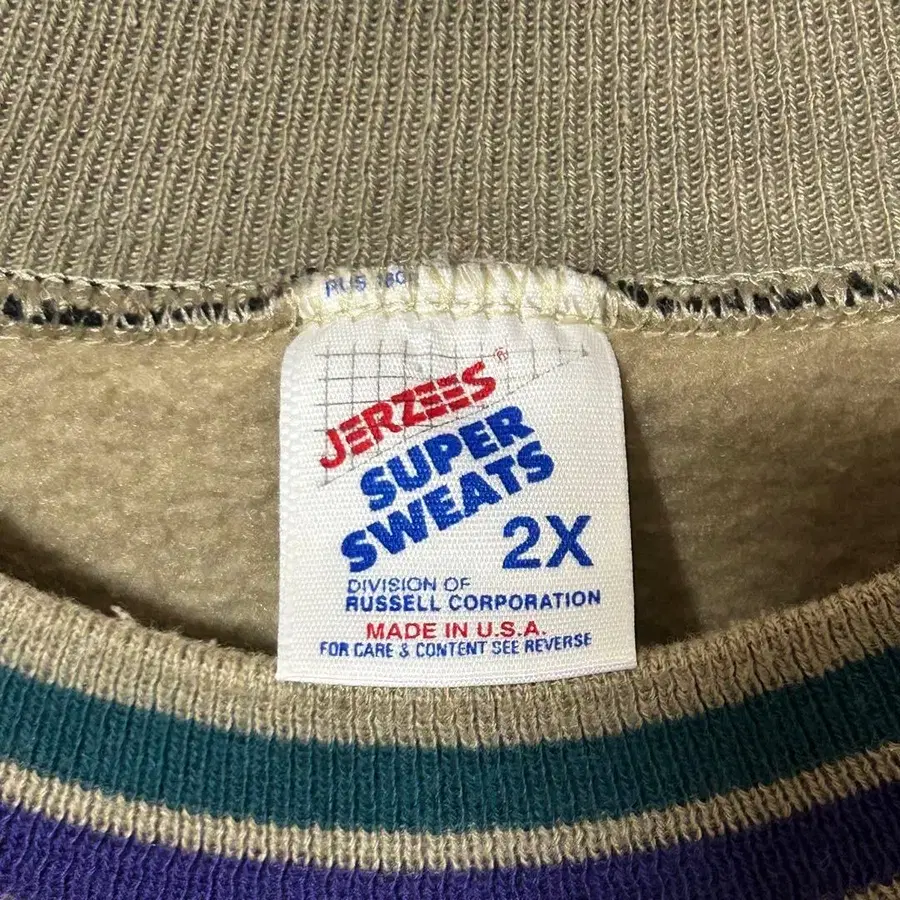 JERZEES®
SUPER
SWEATS
2X
DIVISION OF
RUSSELL CORPORATION
MADE IN U.S.A.
FOR CARE & CONTENT SEE REVERSE